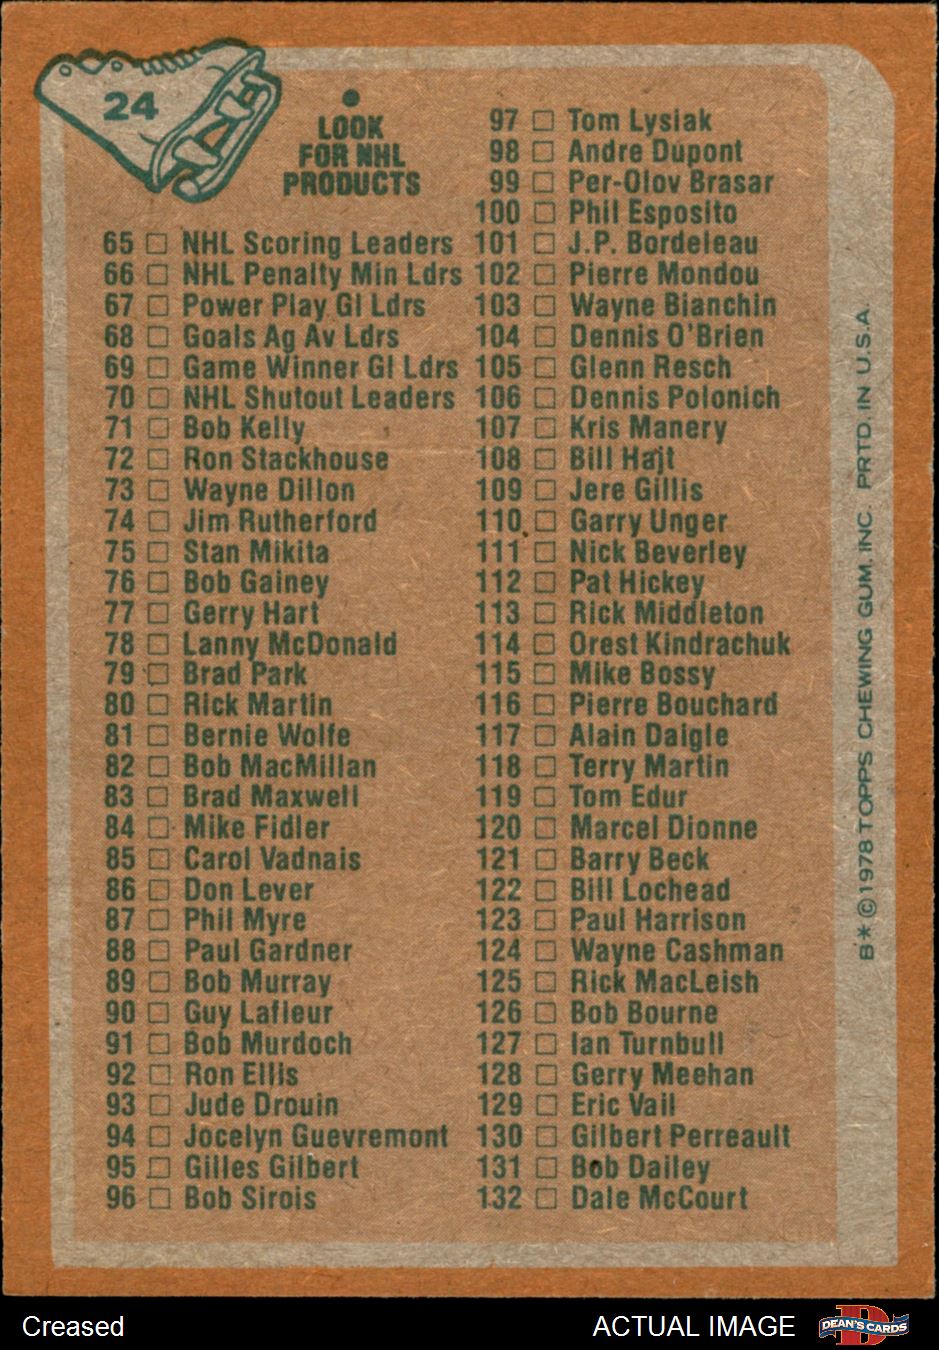 24
LOOK
FOR NHL
PRODUCTS
65 □ NHL Scoring Leaders
66 □ NHL Penalty Min Ldrs
67 □ Power Play Gl Ldrs
68 □ Goals Ag Av Ldrs
69 □ Game Winner Gl Ldrs
70 □ NHL Shutout Leaders
71 □ Bob Kelly
72 □ Ron Stackhouse
73 □ Wayne Dillon
74 □ Jim Rutherford
75 □ Stan Mikita
76 □ Bob Gainey
77 □ Gerry Hart
78 □ Lanny McDonald
79 □ Brad Park
80 □ Rick Martin
81 □ Bernie Wolfe
82 □ Bob MacMillan
83 □ Brad Maxwell
84 □ Mike Fidler
85 □ Carol Vadnais
86 □ Don Lever
87 □ Phil Myre
88 □ Paul Gardner
89 □ Bob Murray
90 □ Guy Lafleur
91 □ Bob Murdoch
92 □ Ron Ellis
93 □ Jude Drouin
94 □ Jocelyn Guevremont
95 □ Gilles Gilbert
96 □ Bob Sirois
97 □ Tom Lysiak
98 □ Andre Dupont
99 □ Per-Olov Brasar
100 □ Phil Esposito
101 □ J.P. Bordeleau
102 □ Pierre Mondou
103 □ Wayne Bianchin
104 □ Dennis O'Brien
105 □ Glenn Resch
106 □ Dennis Polonich
107 □ Kris Manery
108 □ Bill Hajt
109 □ Jere Gillis
110 □ Garry Unger
111 □ Nick Beverley
112 □ Pat Hickey
113 □ Rick Middleton
114 □ Orest Kindrachuk
115 □ Mike Bossy
116 □ Pierre Bouchard
117 □ Alain Daigle
118 □ Terry Martin
119 □ Tom Edur
120 □ Marcel Dionne
121 □ Barry Beck
122 □ Bill Lochead
123 □ Paul Harrison
124 □ Wayne Cashman
125 □ Rick MacLeish
126 □ Bob Bourne
127 □ Ian Turnbull
128 □ Gerry Meehan
129 □ Eric Vail
130 □ Gilbert Perreault
131 □ Bob Dailey
132 □ Dale McCourt
B* © 1978 TOPPS CHEWING GUM, INC. PRTD. IN U.S.A.
Creased
ACTUAL IMAGE
D
DEAN'S CARDS